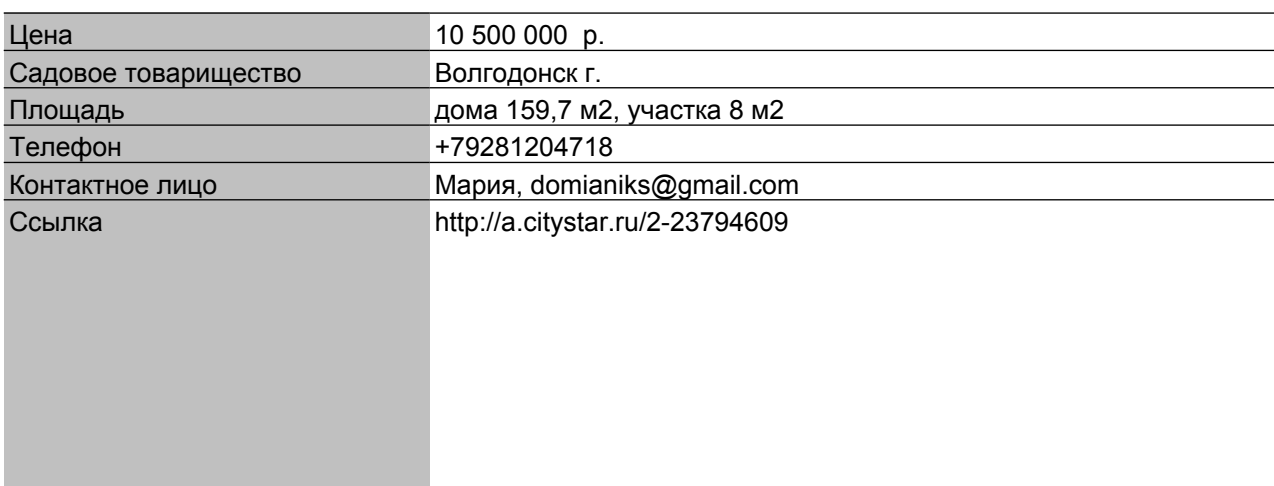 Цена 10 500 000 р.
Садовое товарищество Волгодонск г.
Площадь дома 159,7 м2, участка 8 м2
Телефон +79281204718
Контактное лицо Мария, domianiks@gmail.com
Ссылка http://a.citystar.ru/2-23794609